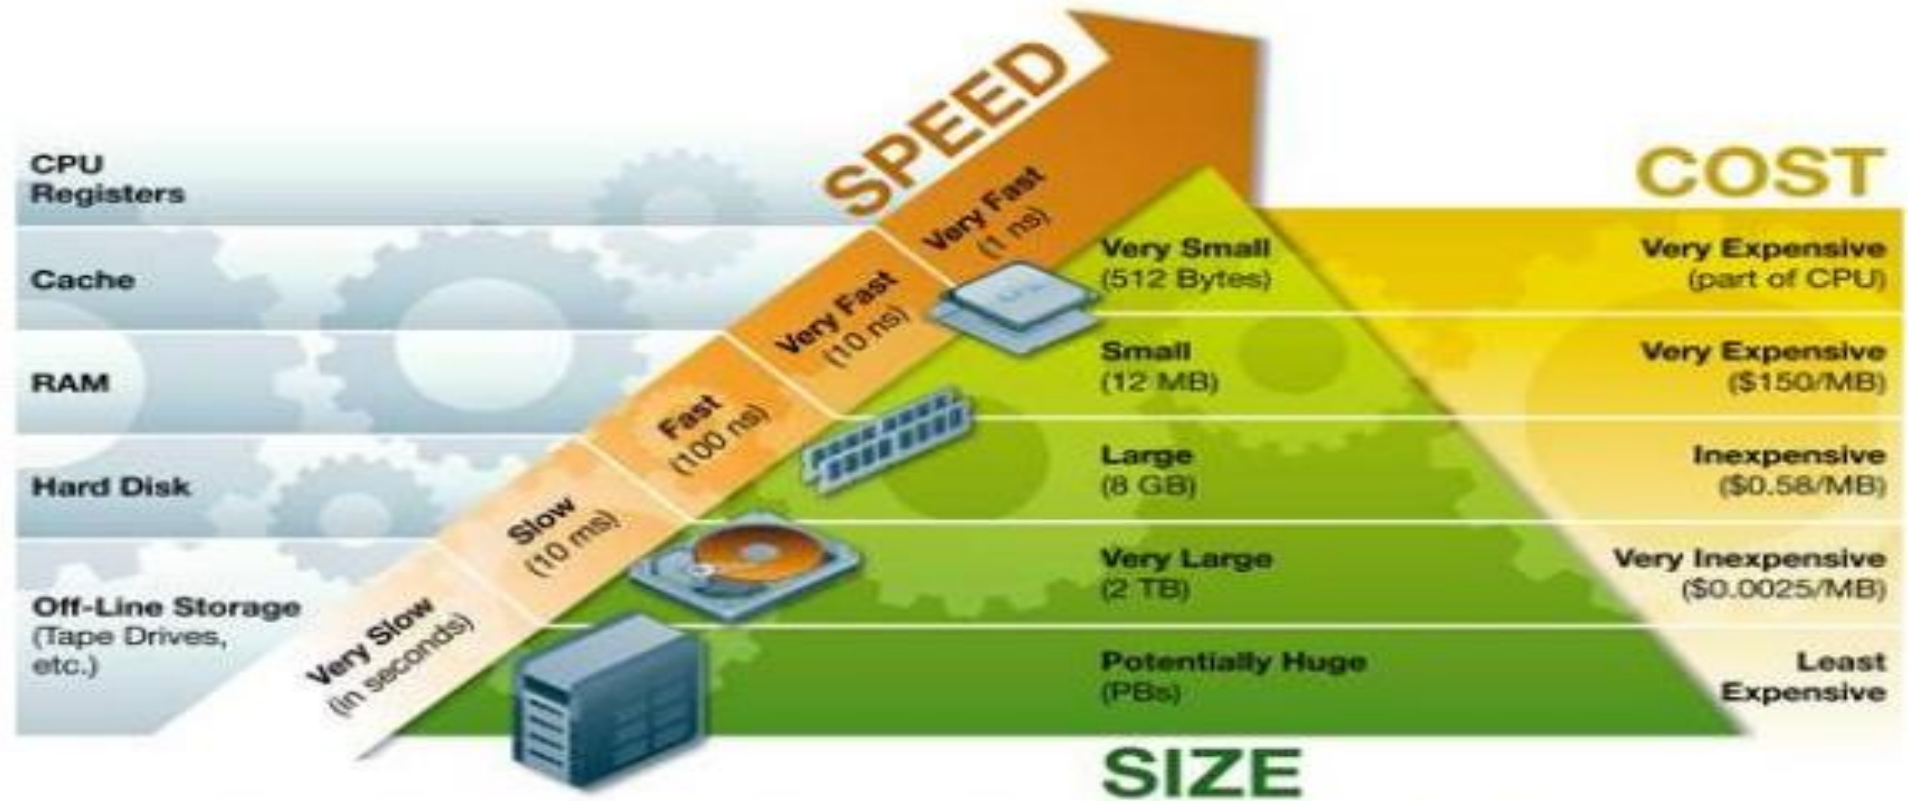 SPEED
COST
CPU
Registers
Very Fast
(1 ns)
Very Small
(512 Bytes)
Very Expensive
(part of CPU)
Cache
Very Fast
(10 ns)
Small
(12 MB)
Very Expensive
($150/MB)
RAM
Fast
(100 ns)
Large
(8 GB)
Inexpensive
($0.58/MB)
Hard Disk
Slow
(10 ms)
Very Large
(2 TB)
Very Inexpensive
($0.0025/MB)
Off-Line Storage
(Tape Drives,
etc.)
Very Slow
(in seconds)
Potentially Huge
(PBs)
Least
Expensive
SIZE